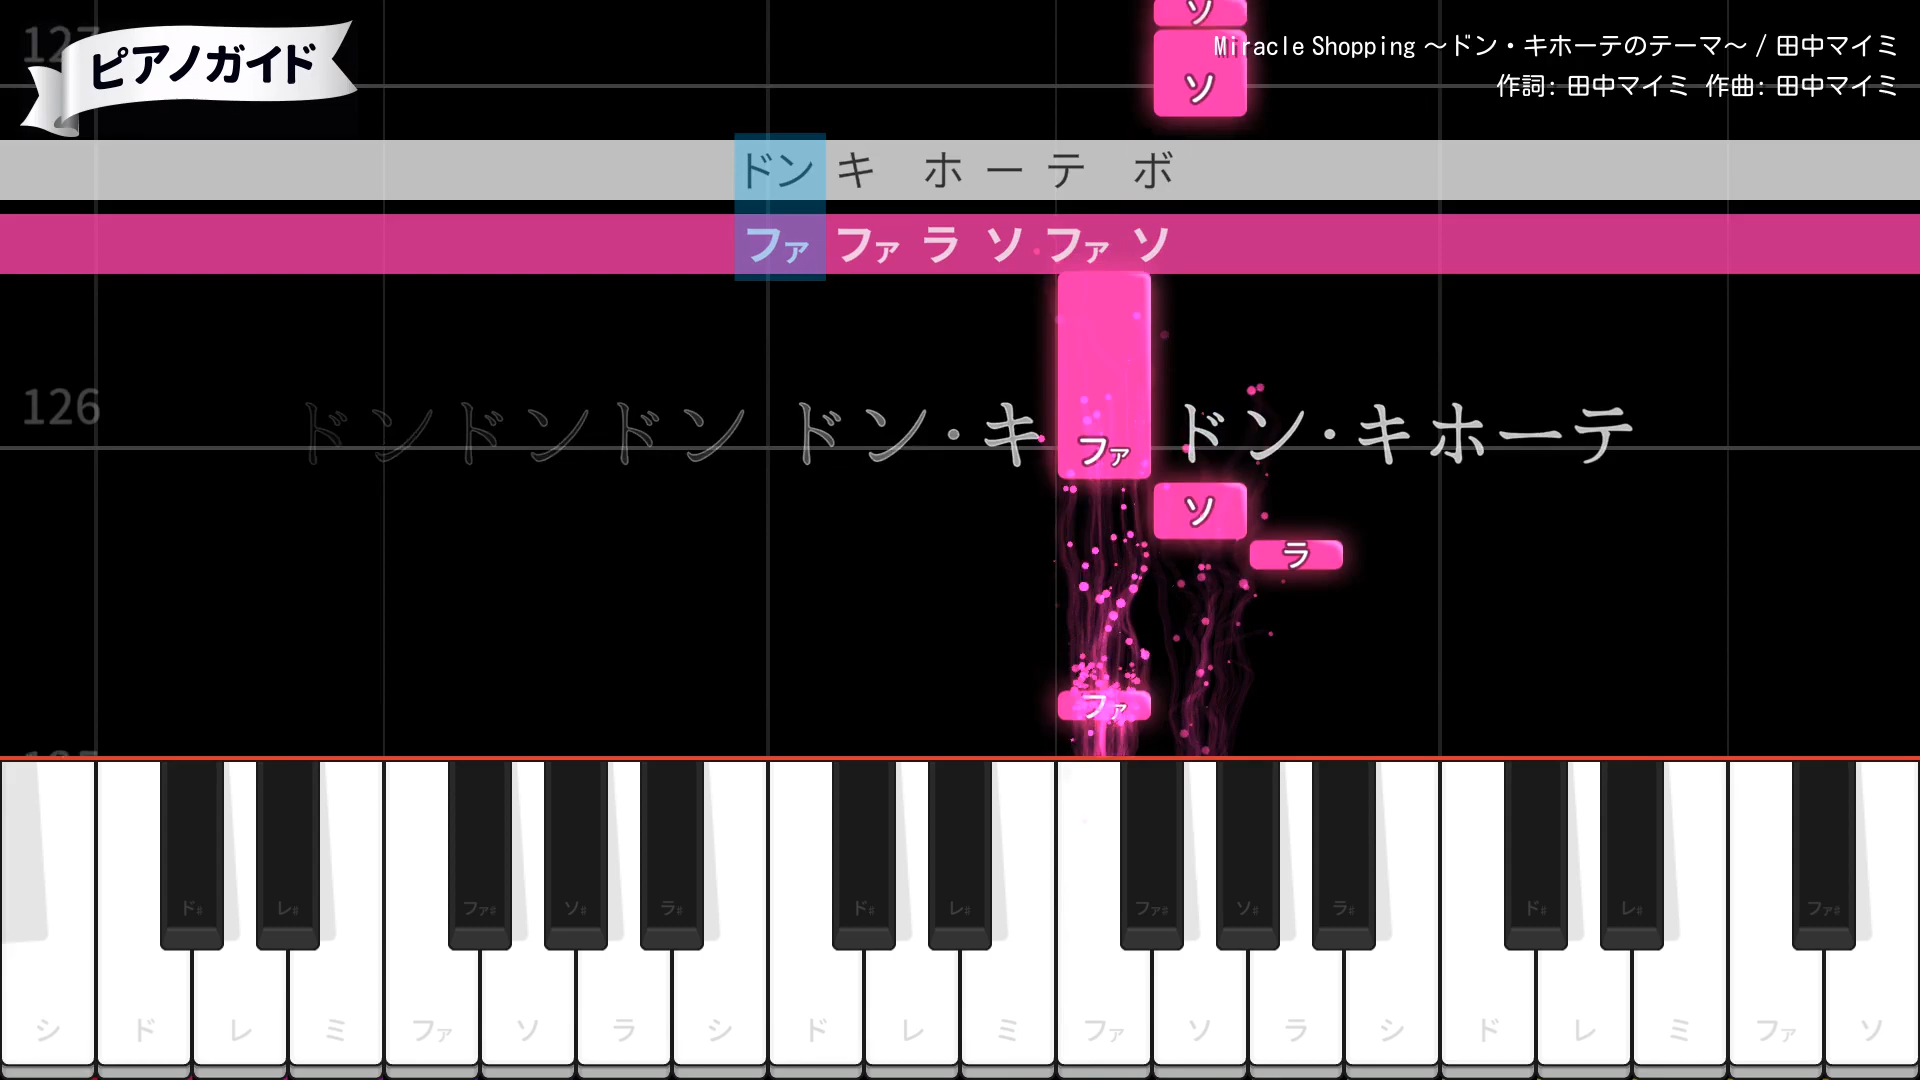 127
ピアノガイド
Miracle Shopping ～ドン・キホーテのテーマ～ / 田中マイミ
作詞: 田中マイミ 作曲: 田中マイミ
ソ
ソ
ドン キ ホ ー テ ボ
ファ ファ ラ ソ ファ ソ
126
ドンドンドン ドン・キ ドン・キホーテ
ファ
ソ
ラ
ファ
ド# レ# ファ# ソ# ラ# ド# レ# ファ# ソ# ラ# ド# レ# ファ#
シ ド レ ミ ファ ソ ラ シ ド レ ミ ファ ソ ラ シ ド レ ミ ファ ソ